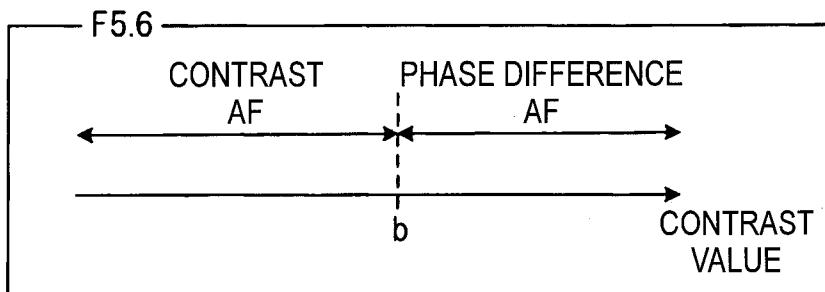 F5.6
CONTRAST
AF
PHASE DIFFERENCE
AF
b
CONTRAST
VALUE